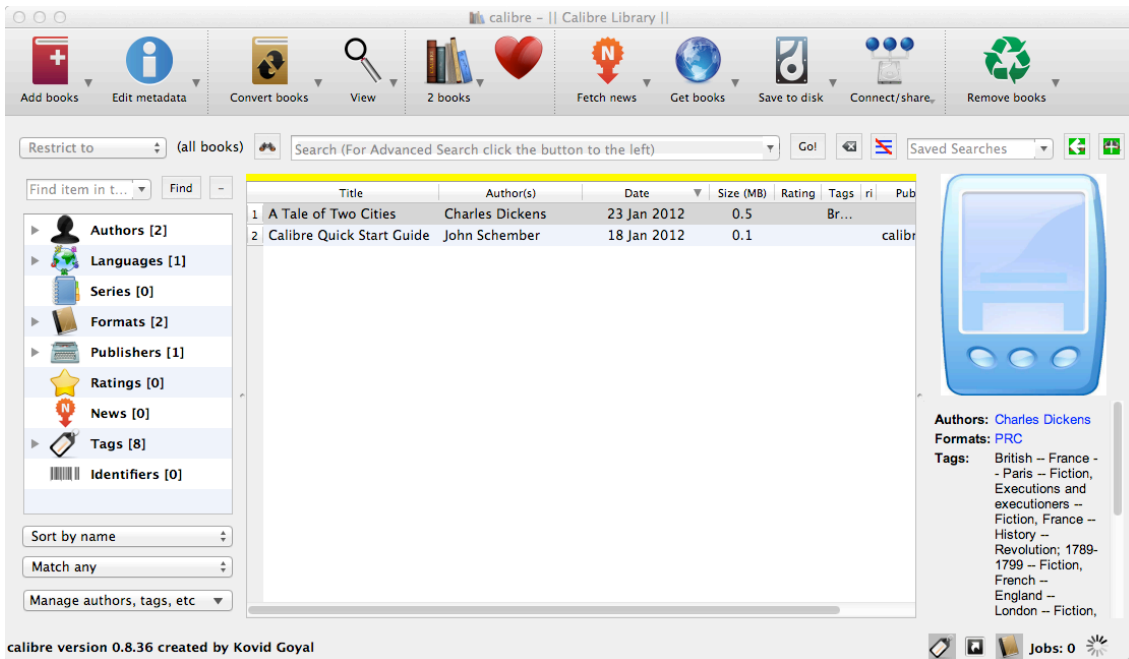 calibre - || Calibre Library ||
Add books Edit metadata Convert books View 2 books Fetch news Get books Save to disk Connect/share Remove books
Restrict to (all books) Search (For Advanced Search click the button to the left) Go! Saved Searches
Find item in t... Find -
Title Author(s) Date Size (MB) Rating Tags ri Pub
1 A Tale of Two Cities Charles Dickens 23 Jan 2012 0.5 Br...
2 Calibre Quick Start Guide John Schember 18 Jan 2012 0.1 calibr
Authors [2]
Languages [1]
Series [0]
Formats [2]
Publishers [1]
Ratings [0]
N
News [0]
Tags [8]
Identifiers [0]
Sort by name
Match any
Manage authors, tags, etc
Authors: Charles Dickens
Formats: PRC
Tags: British -- France -
- Paris -- Fiction,
Executions and
executioners --
Fiction, France --
History --
Revolution; 1789-
1799 -- Fiction,
French --
England --
London -- Fiction,
calibre version 0.8.36 created by Kovid Goyal
Jobs: 0